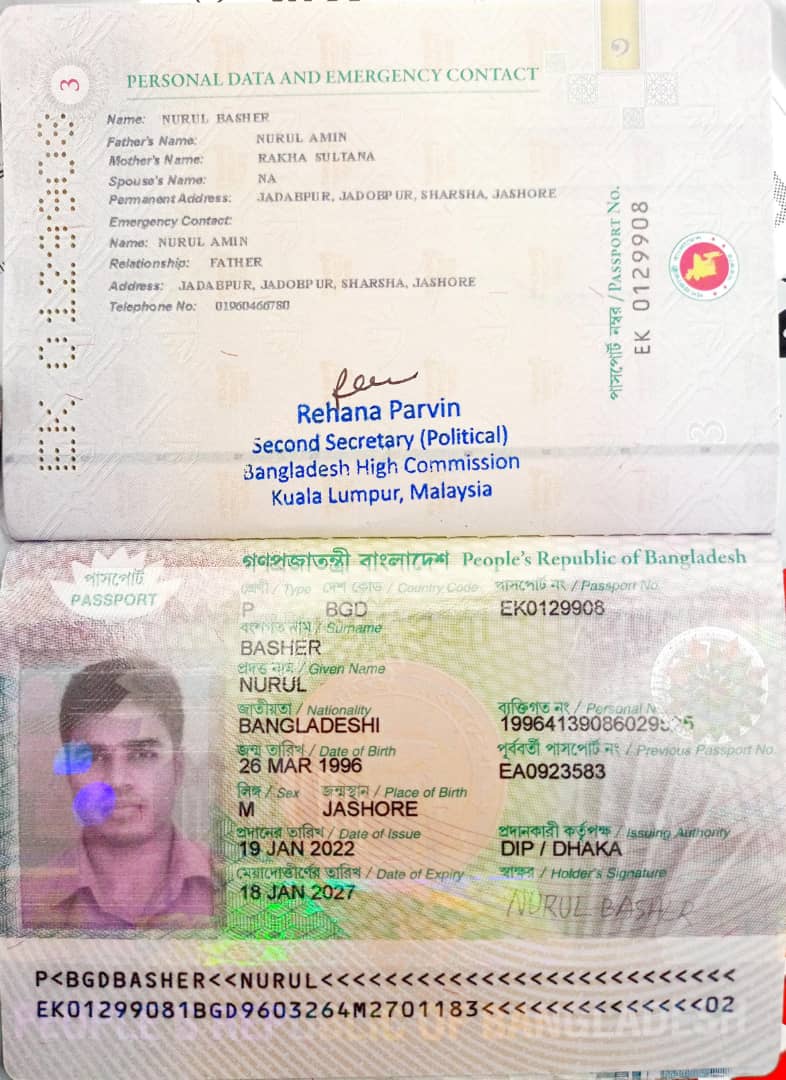 3
PERSONAL DATA AND EMERGENCY CONTACT
Name: NURUL BASHER
Father's Name: NURUL AMIN
Mother's Name: RAKHA SULTANA
Spouse's Name: NA
Permanent Address: JADABPUR, JADOBPUR, SHARSHA, JASHORE
Emergency Contact:
Name: NURUL AMIN
Relationship: FATHER
Address: JADABPUR, JADOBPUR, SHARSHA, JASHORE
Telephone No: 01960466780
পাসপোর্ট নম্বর / PASSPORT No.
EK 0129908
EK 0129908
3
Rehana Parvin
Second Secretary (Political)
Bangladesh High Commission
Kuala Lumpur, Malaysia
গণপ্রজাতন্ত্রী বাংলাদেশ People's Republic of Bangladesh
পাসপোর্ট
PASSPORT
শ্রেণী / Type দেশ কোড / Country Code পাসপোর্ট নং / Passport No.
P BGD EK0129908
বংশগত নাম / Surname
BASHER
প্রদত্ত নাম / Given Name
NURUL
জাতীয়তা / Nationality ব্যক্তিগত নং / Personal
BANGLADESHI
জন্ম তারিখ / Date of Birth পূর্ববর্তী পাসপোর্ট নং / Previous Passport No.
26 MAR 1996 EA0923583
লিঙ্গ / Sex জন্মস্থান / Place of Birth
M JASHORE
প্রদানের তারিখ / Date of Issue প্রদানকারী কর্তৃপক্ষ / Issuing Authority
19 JAN 2022 DIP / DHAKA
মেয়াদোত্তীর্ণের তারিখ / Date of Expiry স্বাক্ষর / Holder's Signature
18 JAN 2027 NURUL BASHER
P<BGDBASHER<<NURUL<<<<<<<<<<<<<<<<<<<<<<<<<<
EK01299081BGD9603264M2701183<<<<<<<<<<<<<<02
PEOPLE'S REPUBLIC OF BANGLADESH